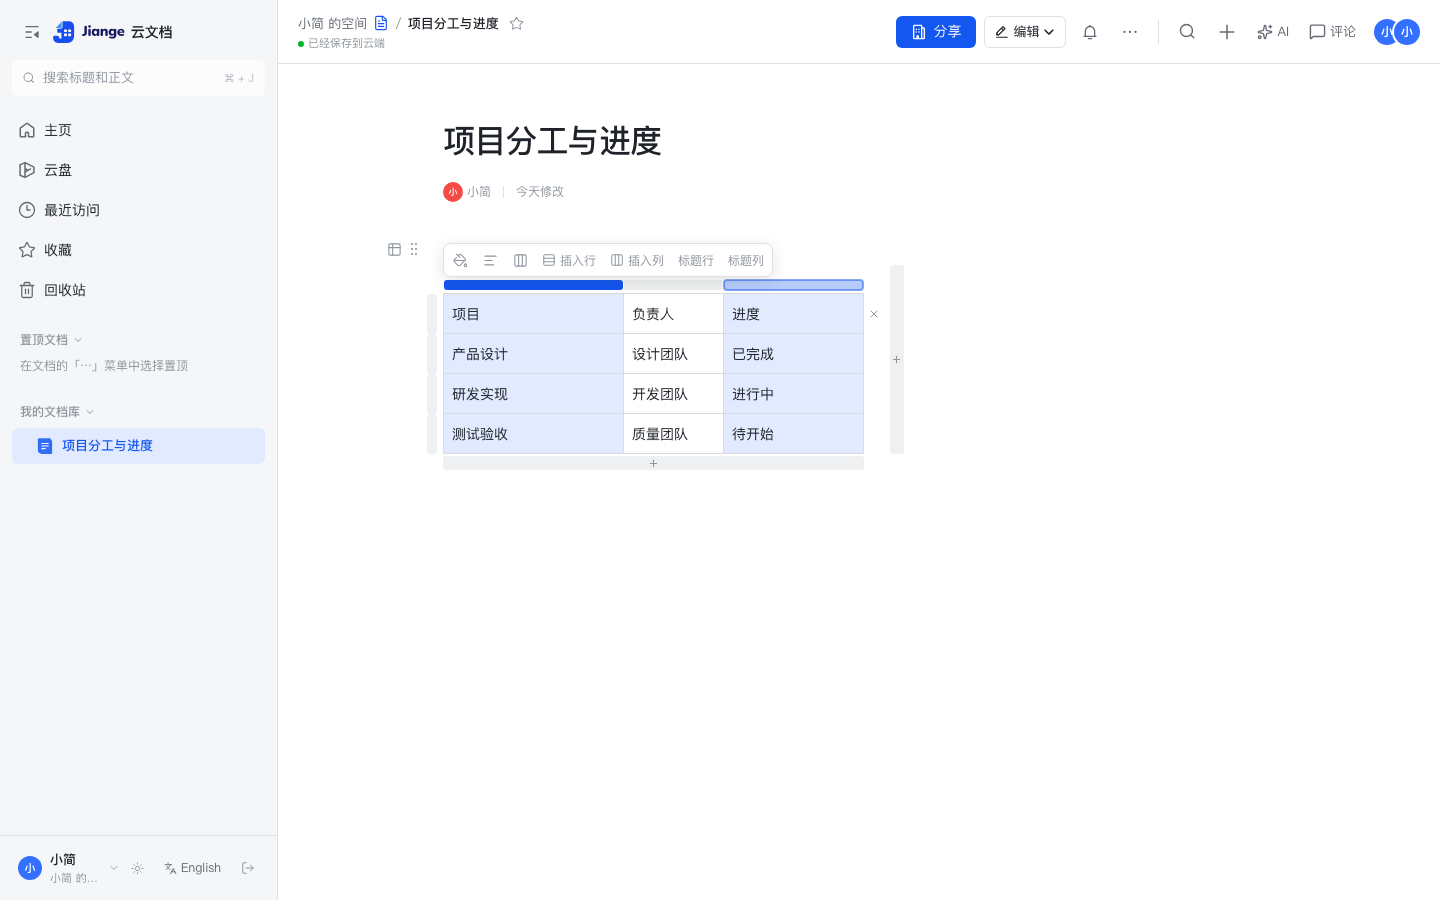 Jiange 云文档
搜索标题和正文 ⌘ + J
主页
云盘
最近访问
收藏
回收站
置顶文档
在文档的「…」菜单中选择置顶
我的文档库
项目分工与进度
小
小简
小简 的...
English
小简 的空间 / 项目分工与进度
已经保存到云端
分享
编辑
AI
评论
小 小
项目分工与进度
小 小简 今天修改
插入行 插入列 标题行 标题列
项目 负责人 进度
产品设计 设计团队 已完成
研发实现 开发团队 进行中
测试验收 质量团队 待开始